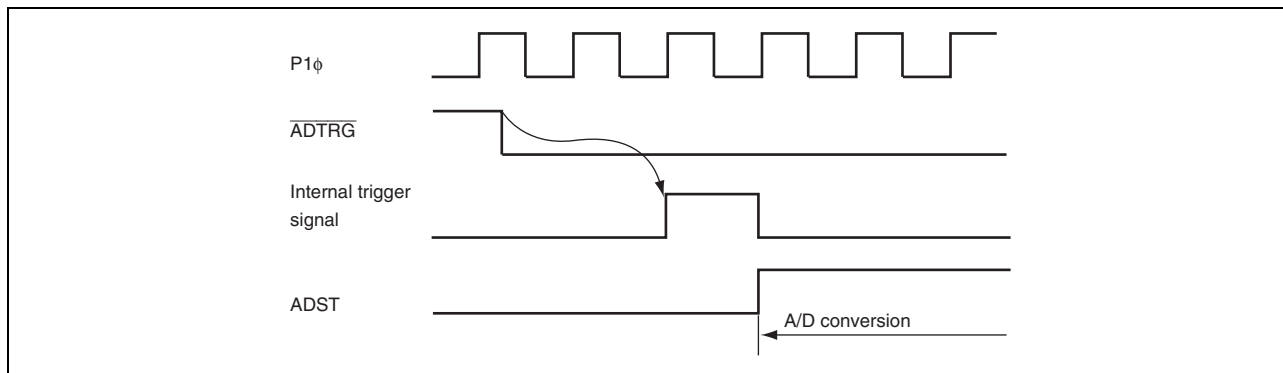 P1ϕ
ADTRG
Internal trigger
signal
ADST
A/D conversion